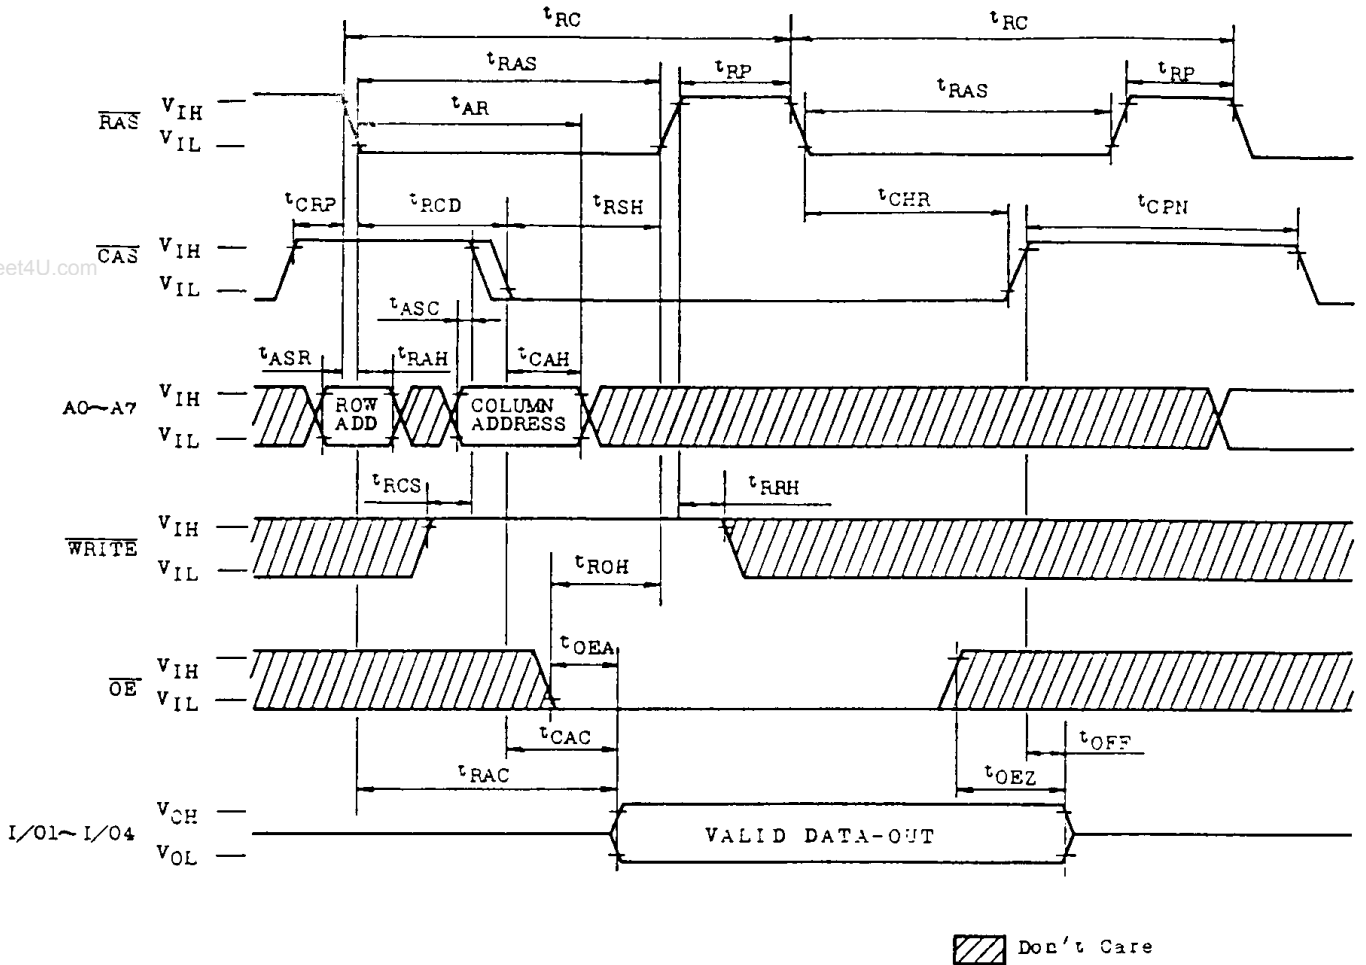 tRC tRC
tRAS tRP tRP
tAR tRAS
RAS VIH
VIL
tCRP tRCD tRSH tCHR tCPN
CAS VIH
VIL
eet4U.com
tASC
tASR tRAH tCAH
A0~A7 VIH
VIL
ROW ADD
COLUMN ADDRESS
tRCS tRRH
WRITE VIH
VIL
tROH
tOEA
OE VIH
VIL
tCAC tOFF
tRAC tOEZ
I/O1~I/O4 VOH
VOL
VALID DATA-OUT
Don't Care